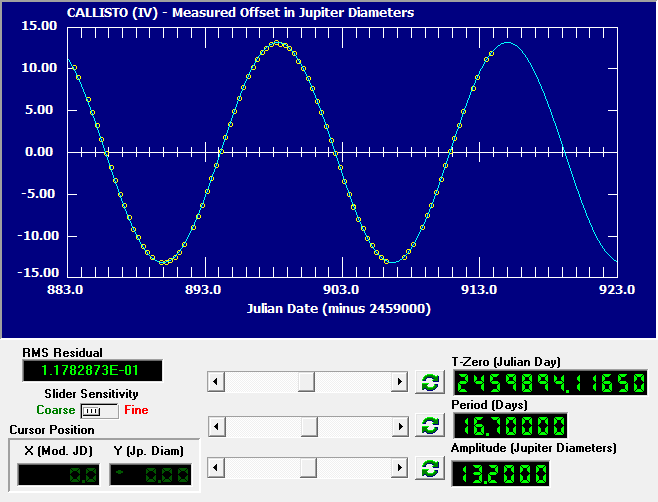 CALLISTO (IV) - Measured Offset in Jupiter Diameters
15.00
10.00
5.00
0.00
-5.00
-10.00
-15.00
883.0 893.0 903.0 913.0 923.0
Julian Date (minus 2459000)
RMS Residual
1.1782873E-01
Slider Sensitivity
Coarse Fine
Cursor Position
X (Mod. JD) Y (Jp. Diam)
0.0 0.00
T-Zero (Julian Day)
2459894.11650
Period (Days)
16.70000
Amplitude (Jupiter Diameters)
13.2000